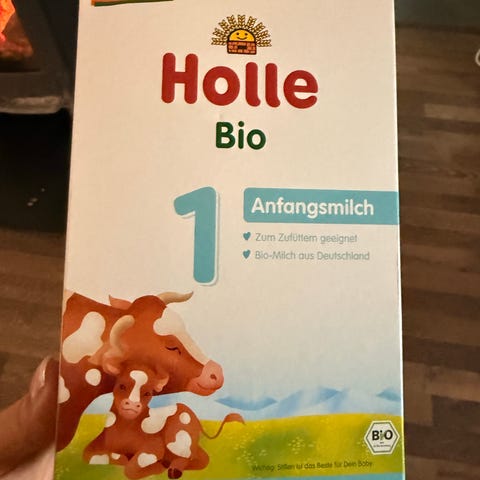 Holle
Bio
1
Anfangsmilch
Zum Zufüttern geeignet
Bio-Milch aus Deutschland
BiO
Wichtig: Stillen ist das Beste für Dein Baby.